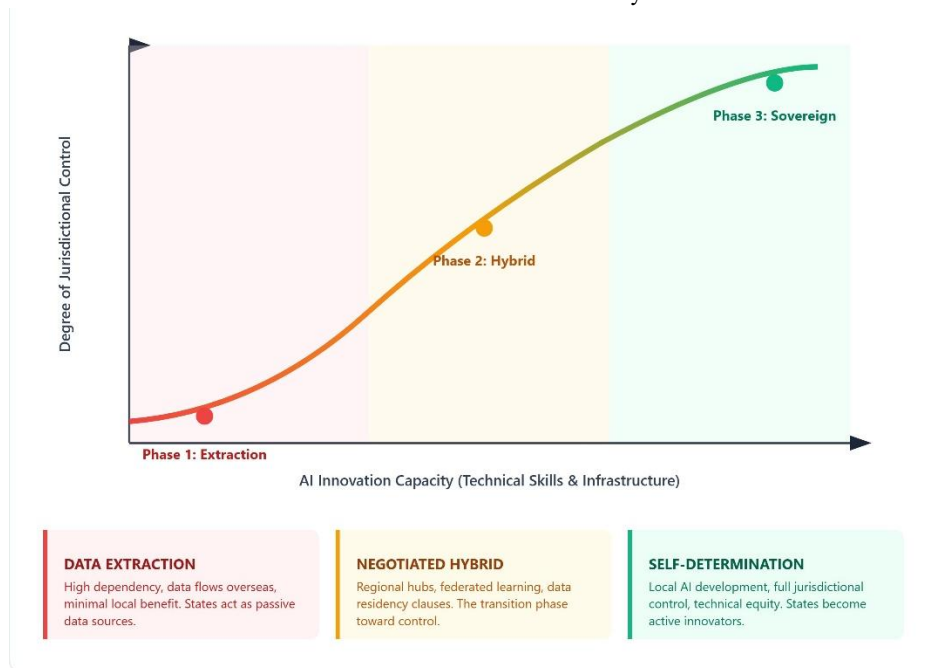 Degree of Jurisdictional Control
Phase 3: Sovereign
Phase 2: Hybrid
Phase 1: Extraction
AI Innovation Capacity (Technical Skills & Infrastructure)
DATA EXTRACTION
High dependency, data flows overseas,
minimal local benefit. States act as passive
data sources.
NEGOTIATED HYBRID
Regional hubs, federated learning, data
residency clauses. The transition phase
toward control.
SELF-DETERMINATION
Local AI development, full jurisdictional
control, technical equity. States become
active innovators.